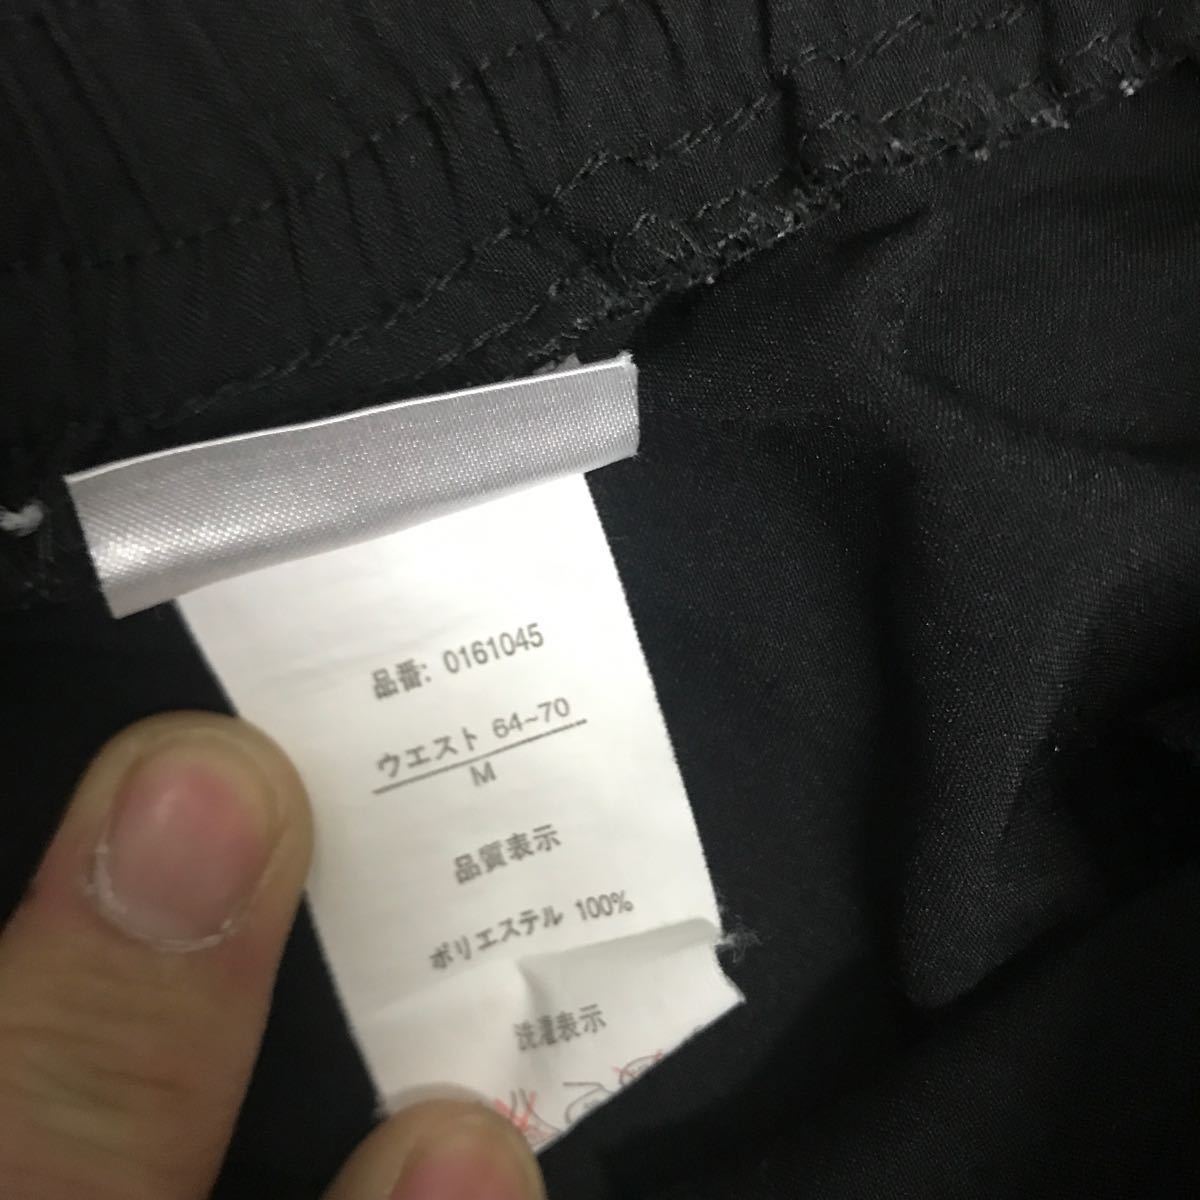 品番: 0161045
ウエスト 64~70
M
品質表示
ポリエステル 100%
洗濯表示